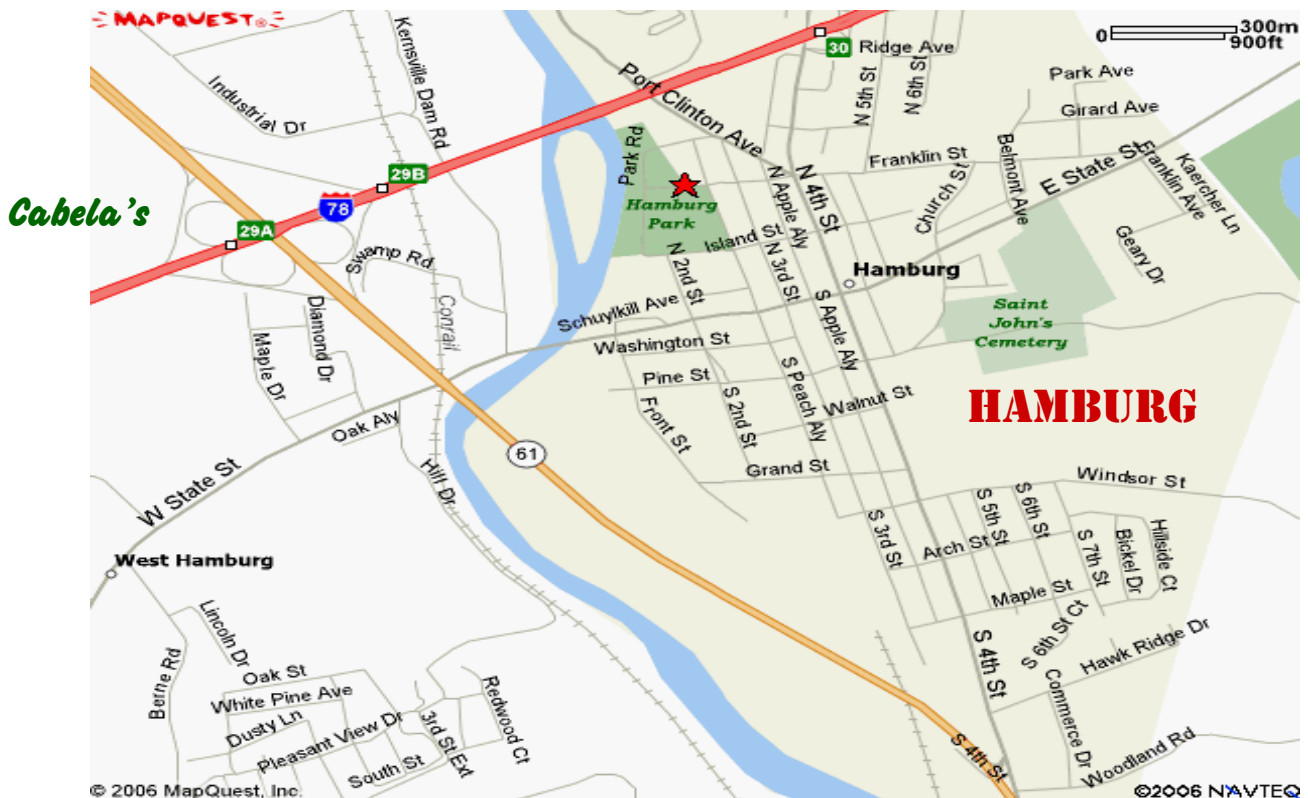 MAPQUEST®
0 300m
900ft
30
Ridge Ave
Park Ave
Girard Ave
Kernsville Dam Rd
Industrial Dr
Port Clinton Ave
N 5th St
N 6th St
Park Rd
Franklin St
Belmont Ave
E State St
Franklin Ave
Kaercher Ln
29B
78
29A
Cabela's
Hamburg
Park
N Apple Aly
N 4th St
Church St
Swamp Rd
Island St
N 2nd St
N 3rd St
Hamburg
Geary Dr
Diamond Dr
Maple Dr
Conrail
Schuylkill Ave
Washington St
S Apple Aly
Saint
John's
Cemetery
Pine St
S 2nd St
S Peach Aly
Walnut St
HAMBURG
Oak Aly
Front St
61
Grand St
W State St
Hill Dr
Windsor St
S 3rd St
Arch St
S 5th St
S 6th St
S 7th St
Bickel Dr
Hillside Ct
West Hamburg
Maple St
S 6th St Ct
Lincoln Dr
Berne Rd
Oak St
White Pine Ave
Dusty Ln
Pleasant View Dr
South St
3rd St Ext
Redwood Ct
S 4th St
Hawk Ridge Dr
Commerce Dr
S 4th St
Woodland Rd
© 2006 MapQuest, Inc.
©2006 NAVTEQ